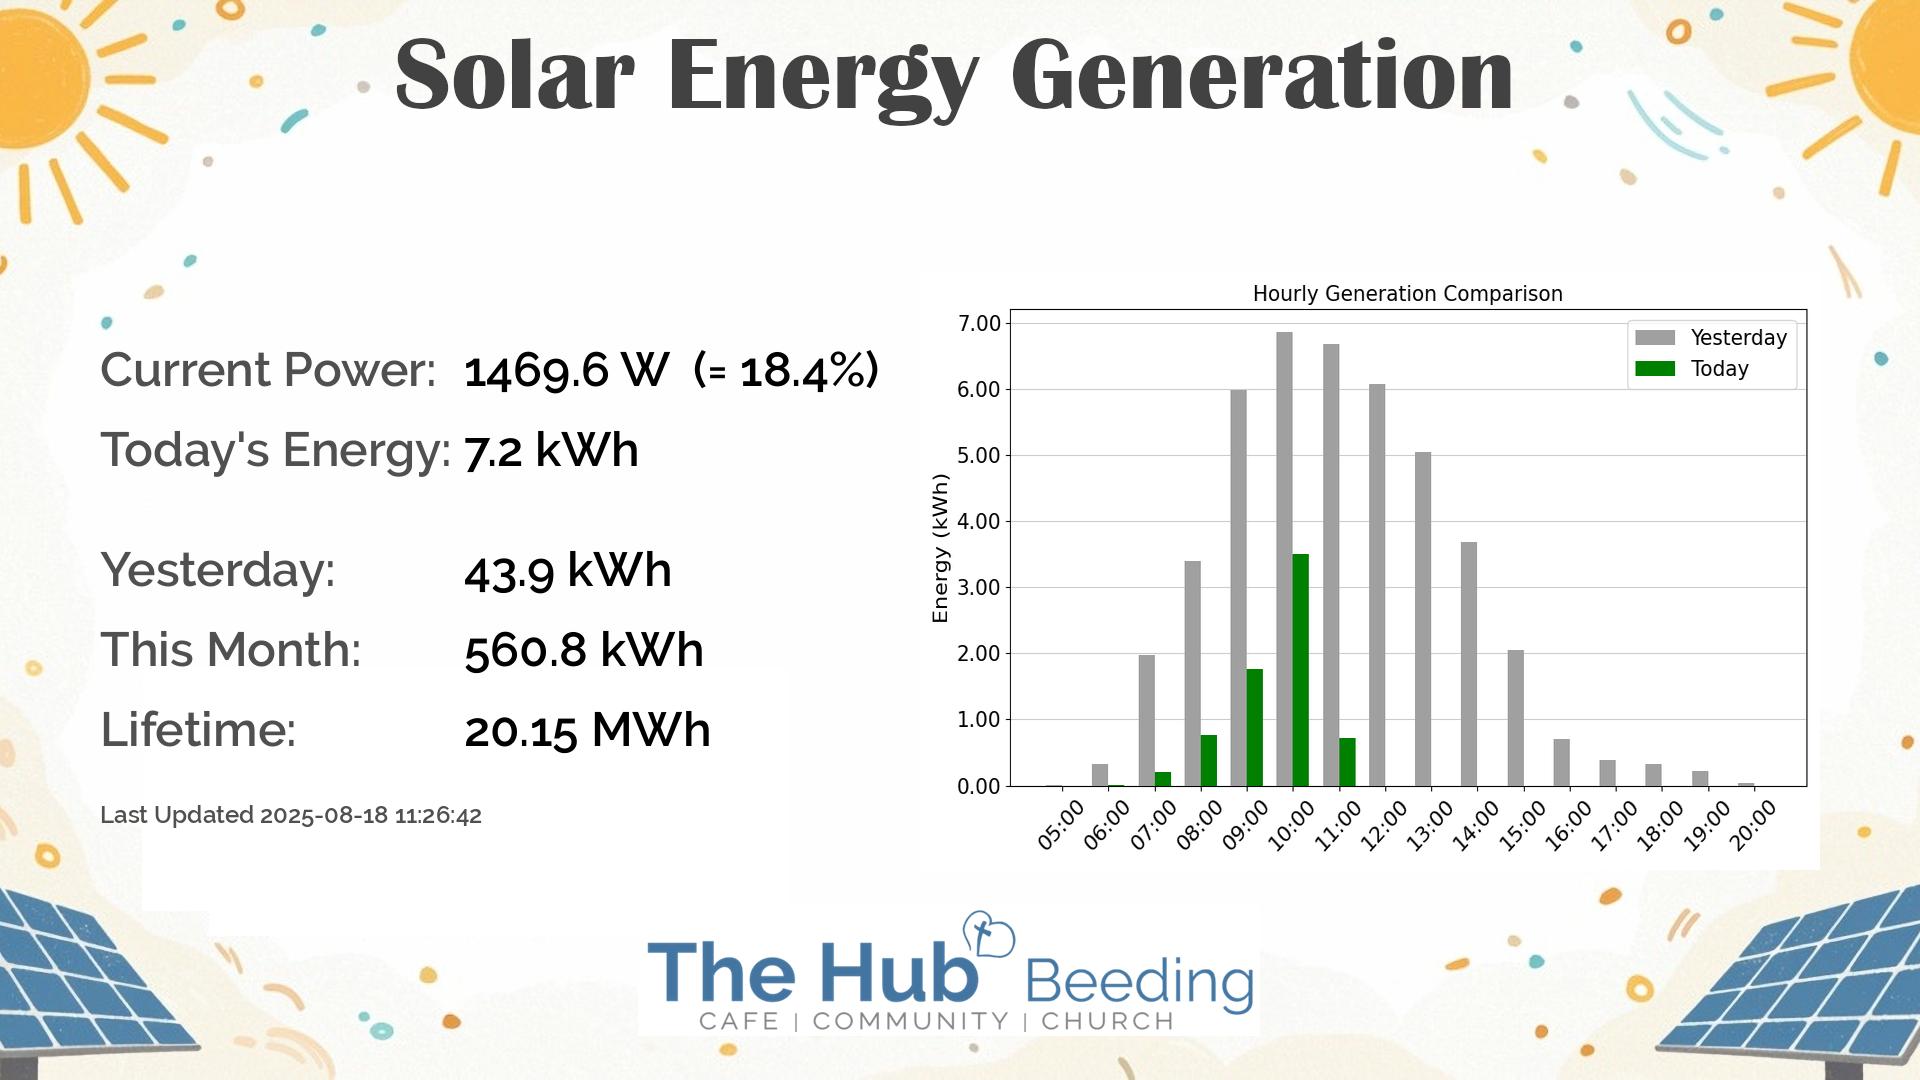 Solar Energy Generation
Current Power: 1469.6 W (= 18.4%)
Today's Energy: 7.2 kWh
Yesterday: 43.9 kWh
This Month: 560.8 kWh
Lifetime: 20.15 MWh
Last Updated 2025-08-18 11:26:42
Hourly Generation Comparison
Yesterday
Today
Energy (kWh)
7.00
6.00
5.00
4.00
3.00
2.00
1.00
0.00
05:00 06:00 07:00 08:00 09:00 10:00 11:00 12:00 13:00 14:00 15:00 16:00 17:00 18:00 19:00 20:00
The Hub Beeding
CAFE | COMMUNITY | CHURCH